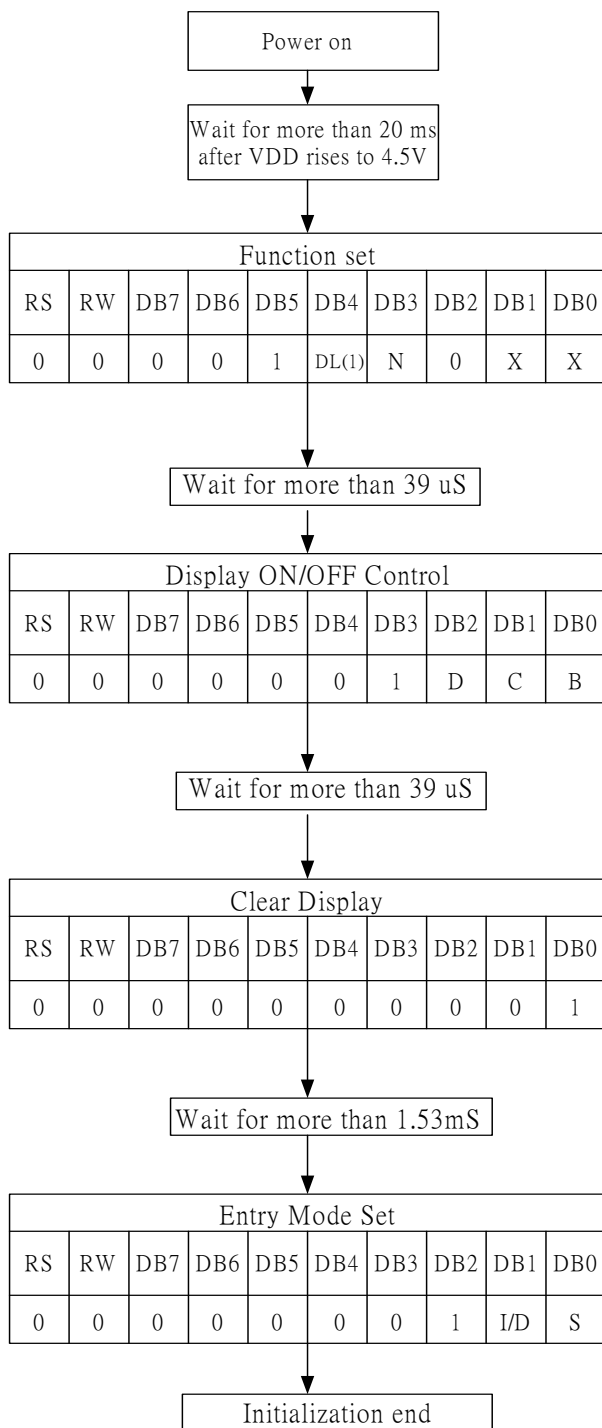 Power on
Wait for more than 20 ms
after VDD rises to 4.5V
Function set
RS RW DB7 DB6 DB5 DB4 DB3 DB2 DB1 DB0
0 0 0 0 1 DL(1) N 0 X X
Wait for more than 39 uS
Display ON/OFF Control
RS RW DB7 DB6 DB5 DB4 DB3 DB2 DB1 DB0
0 0 0 0 0 0 1 D C B
Wait for more than 39 uS
Clear Display
RS RW DB7 DB6 DB5 DB4 DB3 DB2 DB1 DB0
0 0 0 0 0 0 0 0 0 1
Wait for more than 1.53mS
Entry Mode Set
RS RW DB7 DB6 DB5 DB4 DB3 DB2 DB1 DB0
0 0 0 0 0 0 0 1 I/D S
Initialization end